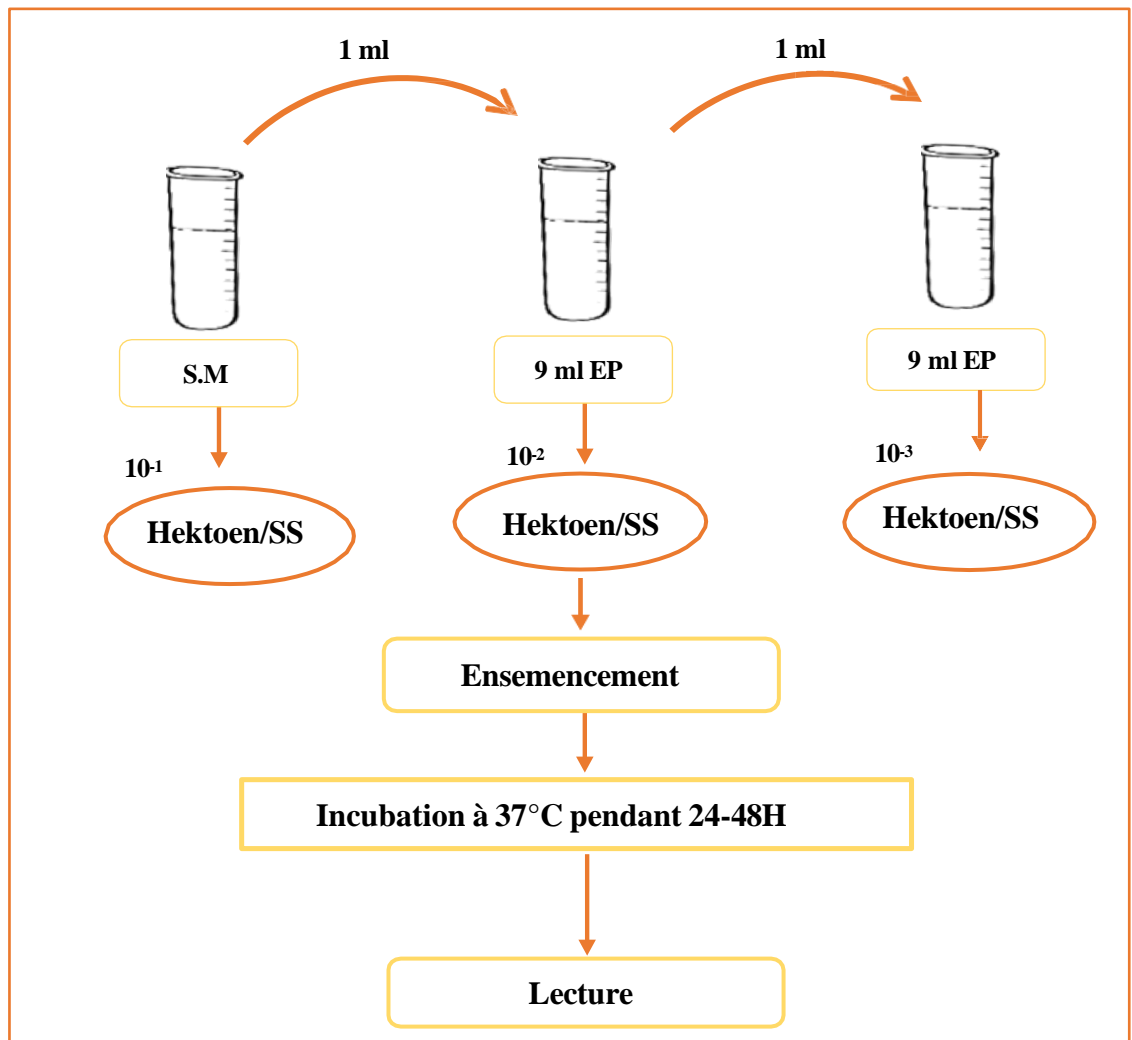 1 ml
1 ml
S.M
9 ml EP
9 ml EP
10-1
10-2
10-3
Hektoen/SS
Hektoen/SS
Hektoen/SS
Ensemencement
Incubation à 37°C pendant 24-48H
Lecture